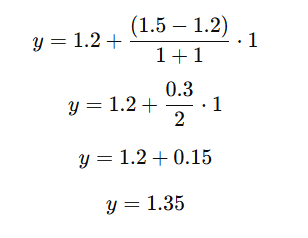 y = 1.2 + (1.5 − 1.2) / 1 + 1 · 1
y = 1.2 + 0.3 / 2 · 1
y = 1.2 + 0.15
y = 1.35